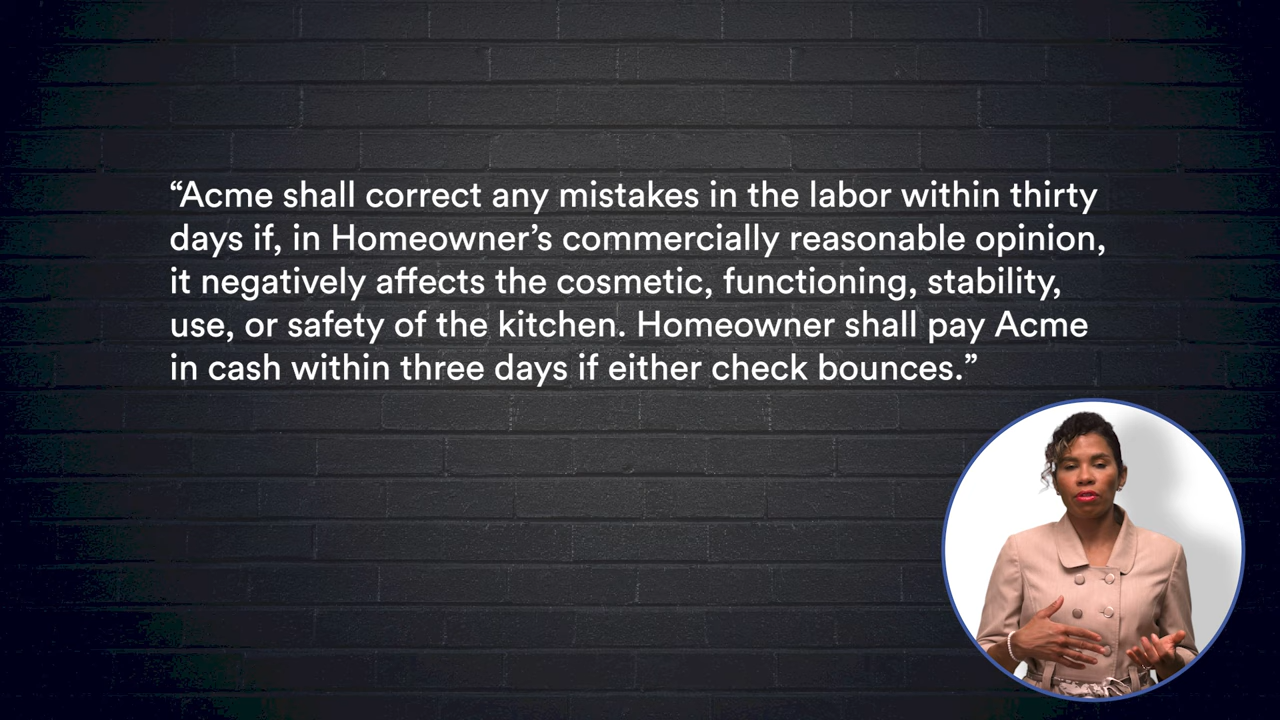 “Acme shall correct any mistakes in the labor within thirty
days if, in Homeowner’s commercially reasonable opinion,
it negatively affects the cosmetic, functioning, stability,
use, or safety of the kitchen. Homeowner shall pay Acme
in cash within three days if either check bounces.”